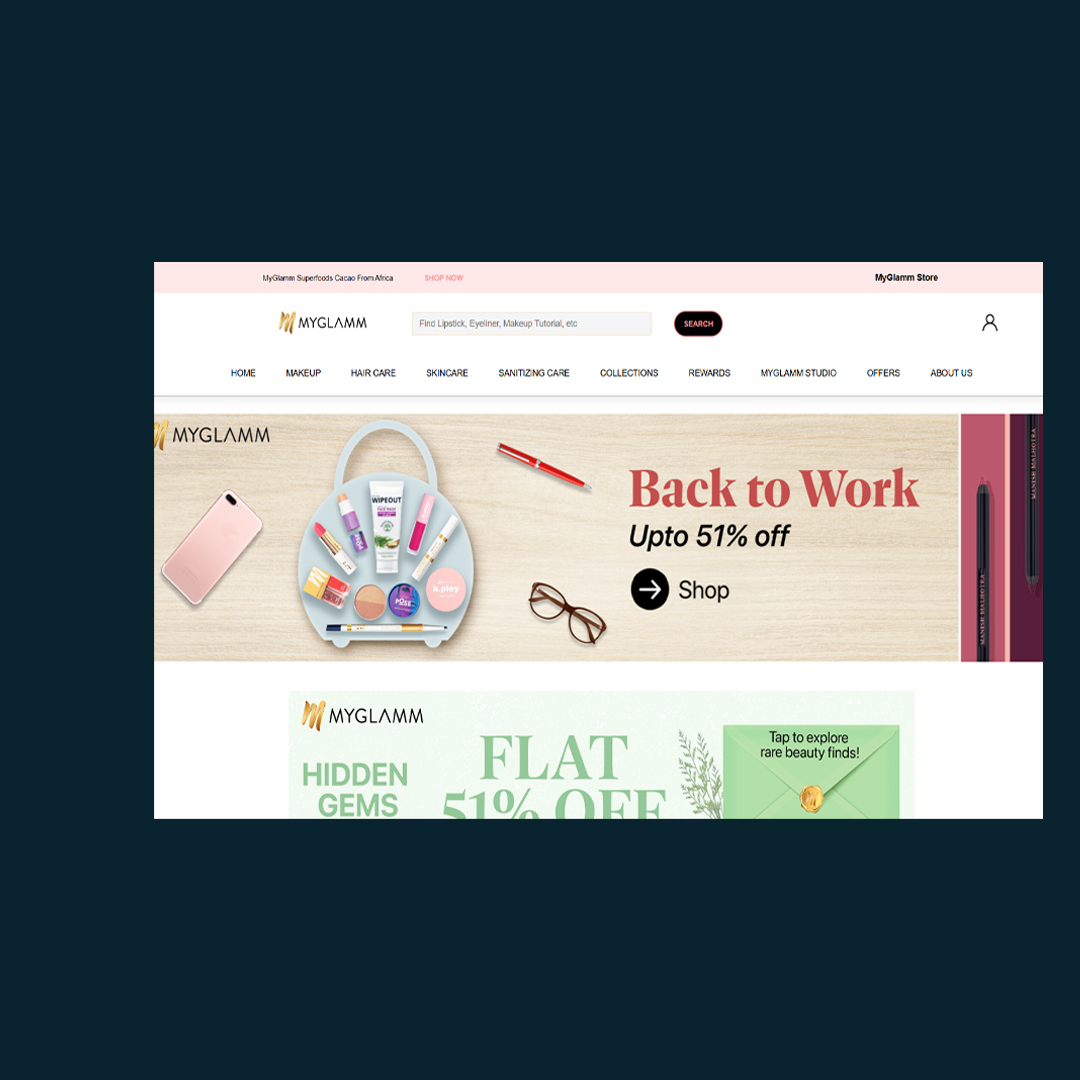 MyGlamm Superfoods Cacao From Africa SHOP NOW MyGlamm Store
MYGLAMM Find Lipstick, Eyeliner, Makeup Tutorial, etc SEARCH
HOME MAKEUP HAIR CARE SKINCARE SANITIZING CARE COLLECTIONS REWARDS MYGLAMM STUDIO OFFERS ABOUT US
MYGLAMM
WIPEOUT
POSE
k.play
Back to Work
Upto 51% off
Shop
MANISH MALHOTRA
MANISH MALHOTRA
MYGLAMM
HIDDEN
GEMS
FLAT
51% OFF
Tap to explore
rare beauty finds!